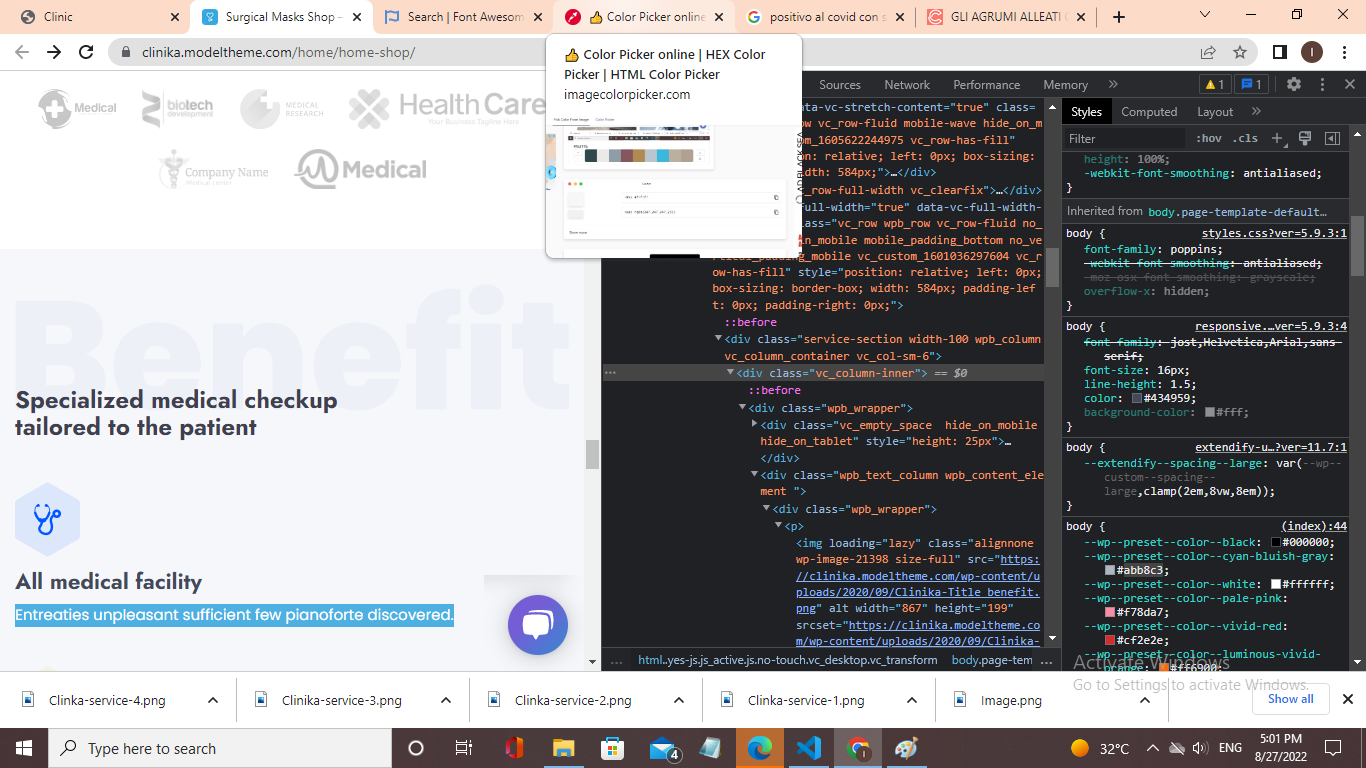 Clinic
Surgical Masks Shop –
Search | Font Awesom
👍 Color Picker online
positivo al covid con s
GLI AGRUMI ALLEATI
clinika.modeltheme.com/home/home-shop/
👍 Color Picker online | HEX Color
Picker | HTML Color Picker
imagecolorpicker.com
Medical
biotech
development
MEDICAL
RESEARCH
HealthCare
Your Business Tagline Here
Company Name
Medical center
Medical
Benefit
Specialized medical checkup
tailored to the patient
All medical facility
Entreaties unpleasant sufficient few pianoforte discovered.
Sources
Network
Performance
Memory
1
1
data-vc-stretch-content="true" class=
ow vc_row-fluid mobile-wave hide_on_m
om_1605622244975 vc_row-has-fill"
on: relative; left: 0px; box-sizing:
dth: 584px;">…</div>
_row-full-width vc_clearfix">…</div>
full-width="true" data-vc-full-width-
lass="vc_row wpb_row vc_row-fluid no_
n_mobile mobile_padding_bottom no_ve
rtical_padding_mobile vc_custom_1601036297604 vc_r
ow-has-fill" style="position: relative; left: 0px;
box-sizing: border-box; width: 584px; padding-lef
t: 0px; padding-right: 0px;">
::before
<div class="service-section width-100 wpb_column
vc_column_container vc_col-sm-6">
<div class="vc_column-inner"> == $0
::before
<div class="wpb_wrapper">
<div class="vc_empty_space  hide_on_mobile
hide_on_tablet" style="height: 25px">…
</div>
<div class="wpb_text_column wpb_content_ele
ment ">
<div class="wpb_wrapper">
<p>
<img loading="lazy" class="alignnone
wp-image-21398 size-full" src="https:
//clinika.modeltheme.com/wp-content/u
ploads/2020/09/Clinika-Title_benefit.
png" alt width="867" height="199"
srcset="https://clinika.modeltheme.co
m/wp-content/uploads/2020/09/Clinika-
... html..yes-js.js_active.js.no-touch.vc_desktop.vc_transform body.page-tem ...
Styles
Computed
Layout
Filter
:hov .cls
height: 100%;
-webkit-font-smoothing: antialiased;
}
Inherited from body.page-template-default…
body {
styles.css?ver=5.9.3:1
font-family: poppins;
-webkit-font-smoothing: antialiased;
-moz-osx-font-smoothing: grayscale;
overflow-x: hidden;
}
body {
responsive.…ver=5.9.3:4
font-family: jost,Helvetica,Arial,sans-
serif;
font-size: 16px;
line-height: 1.5;
color: #434959;
background-color: #fff;
}
body {
extendify-u…?ver=11.7:1
--extendify--spacing--large: var(--wp--
custom--spacing--
large,clamp(2em,8vw,8em));
}
body {
(index):44
--wp--preset--color--black: #000000;
--wp--preset--color--cyan-bluish-gray:
#abb8c3;
--wp--preset--color--white: #ffffff;
--wp--preset--color--pale-pink:
#f78da7;
--wp--preset--color--vivid-red:
#cf2e2e;
--wp--preset--color--luminous-vivid-
orange: #ff6900;
Activate Windows
Go to Settings to activate Windows.
Clinka-service-4.png
Clinika-service-3.png
Clinka-service-2.png
Clinka-service-1.png
Image.png
Show all
Type here to search
4
32°C
ENG
5:01 PM
8/27/2022